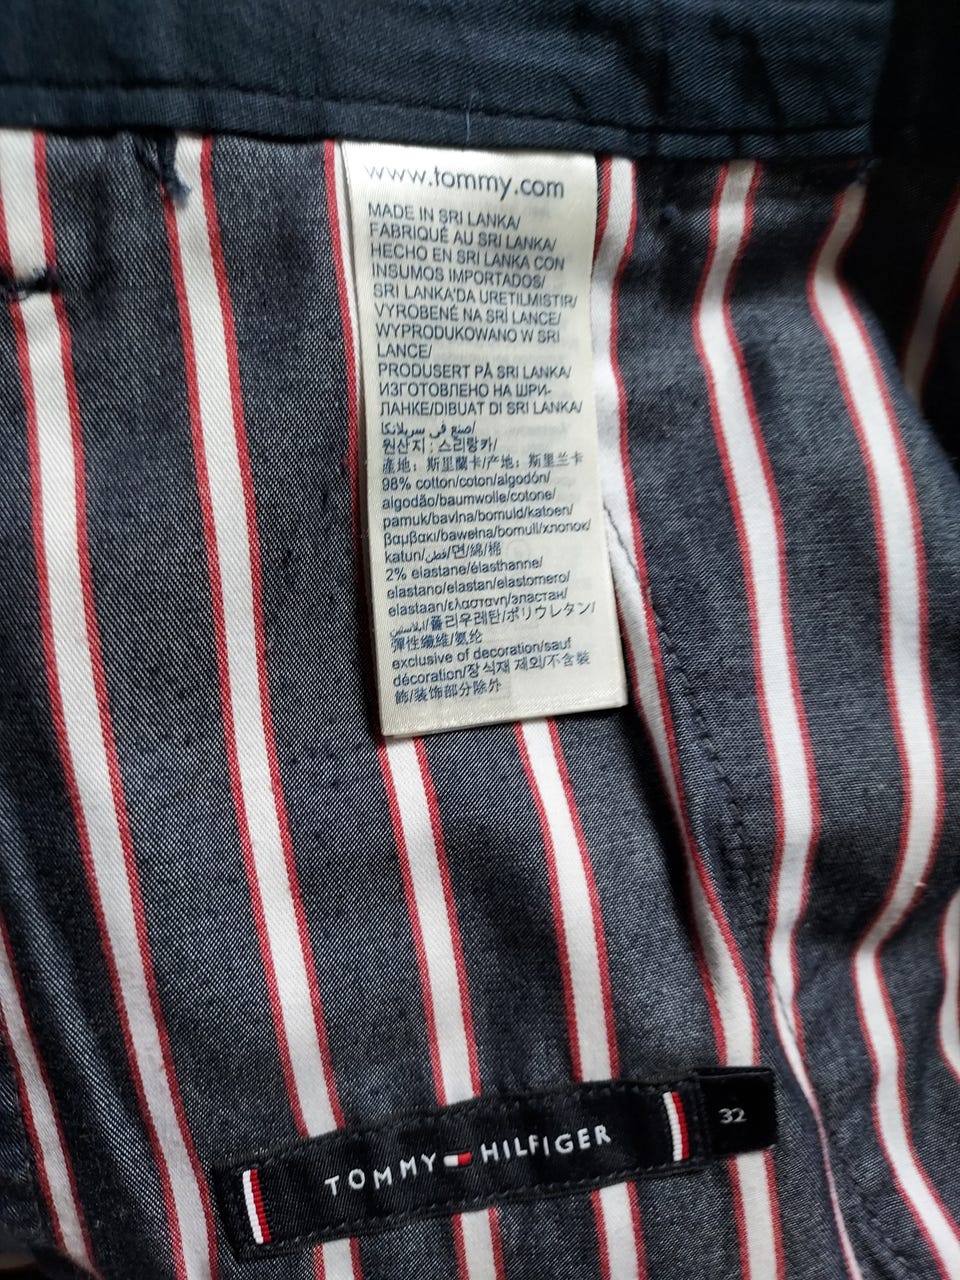 www.tommy.com
MADE IN SRI LANKA/
FABRIQUÉ AU SRI LANKA/
HECHO EN SRI LANKA CON
INSUMOS IMPORTADOS/
SRI LANKA'DA URETILMISTIR/
VYROBENÉ NA SRÍ LANCE/
WYPRODUKOWANO W SRI
LANCE/
PRODUSERT PÅ SRI LANKA/
ИЗГОТОВЛЕНО НА ШРИ-
ЛАНКЕ/DIBUAT DI SRI LANKA/
صنع في سريلانكا/
원산지 : 스리랑카/
產地：斯里蘭卡/产地：斯里兰卡
98% cotton/coton/algodón/
algodão/baumwolle/cotone/
pamuk/bavlna/bomuld/katoen/
βαμβακι/bawełna/bomull/хлопок/
katun/قطن/면/綿/棉
2% elastane/élasthanne/
elastano/elastan/elastomero/
elastaan/ελαστανη/эластан/
ايلاستين/폴리우레탄/ポリウレタン/
彈性纖維/氨纶
exclusive of decoration/sauf
décoration/장식재 제외/不含裝
飾/装饰部分除外
TOMMY HILFIGER
32